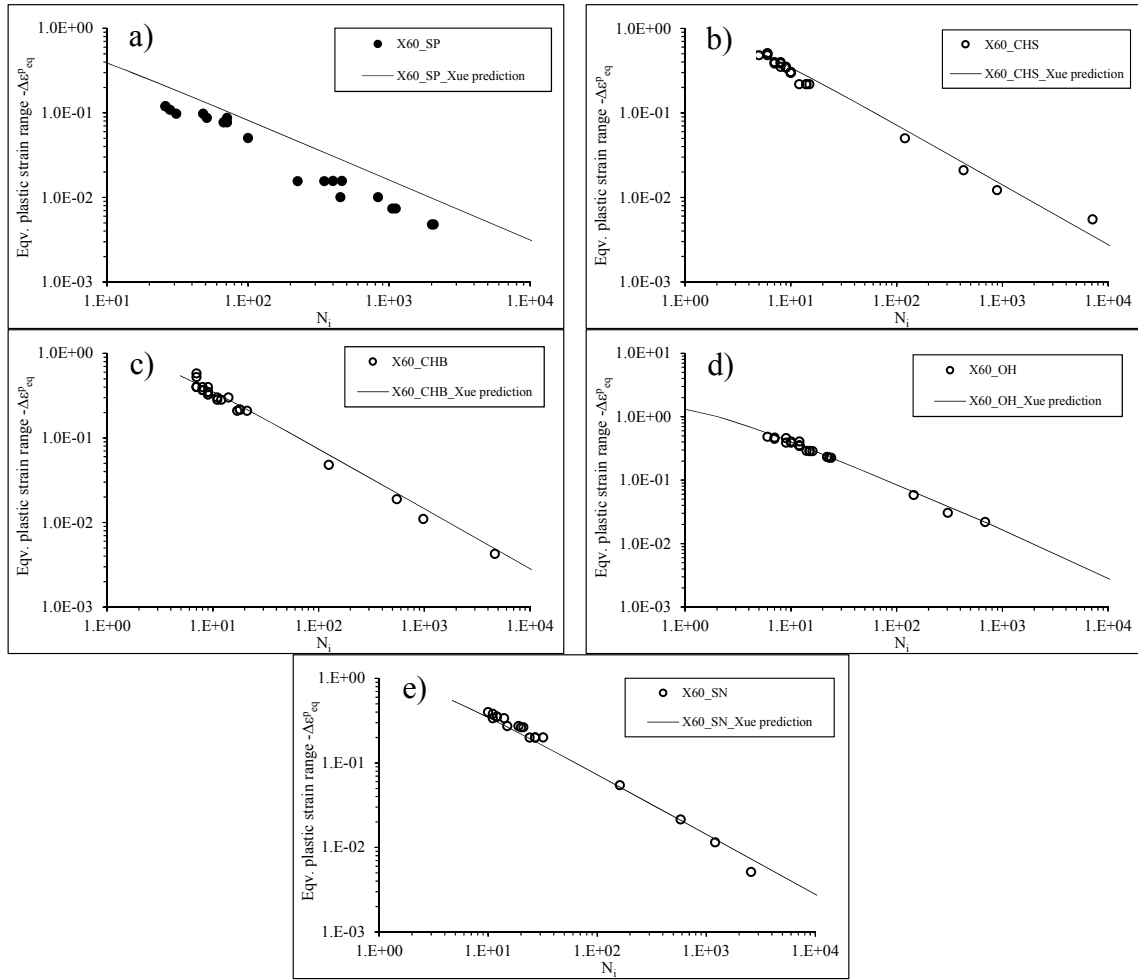 a)
X60_SP
X60_SP_Xue prediction
Eqv. plastic strain range -Δε^p_eq
1.0E+00
1.0E-01
1.0E-02
1.0E-03
1.E+01 1.E+02 1.E+03 1.E+04
N_i
b)
X60_CHS
X60_CHS_Xue prediction
Eqv. plastic strain range -Δε^p_eq
1.0E+00
1.0E-01
1.0E-02
1.0E-03
1.E+00 1.E+01 1.E+02 1.E+03 1.E+04
N_i
c)
X60_CHB
X60_CHB_Xue prediction
Eqv. plastic strain range -Δε^p_eq
1.0E+00
1.0E-01
1.0E-02
1.0E-03
1.E+00 1.E+01 1.E+02 1.E+03 1.E+04
N_i
d)
X60_OH
X60_OH_Xue prediction
Eqv. plastic strain range -Δε^p_eq
1.0E+01
1.0E+00
1.0E-01
1.0E-02
1.0E-03
1.E+00 1.E+01 1.E+02 1.E+03 1.E+04
N_i
e)
X60_SN
X60_SN_Xue prediction
Eqv. plastic strain range -Δε^p_eq
1.E+00
1.E-01
1.E-02
1.E-03
1.E+00 1.E+01 1.E+02 1.E+03 1.E+04
N_i